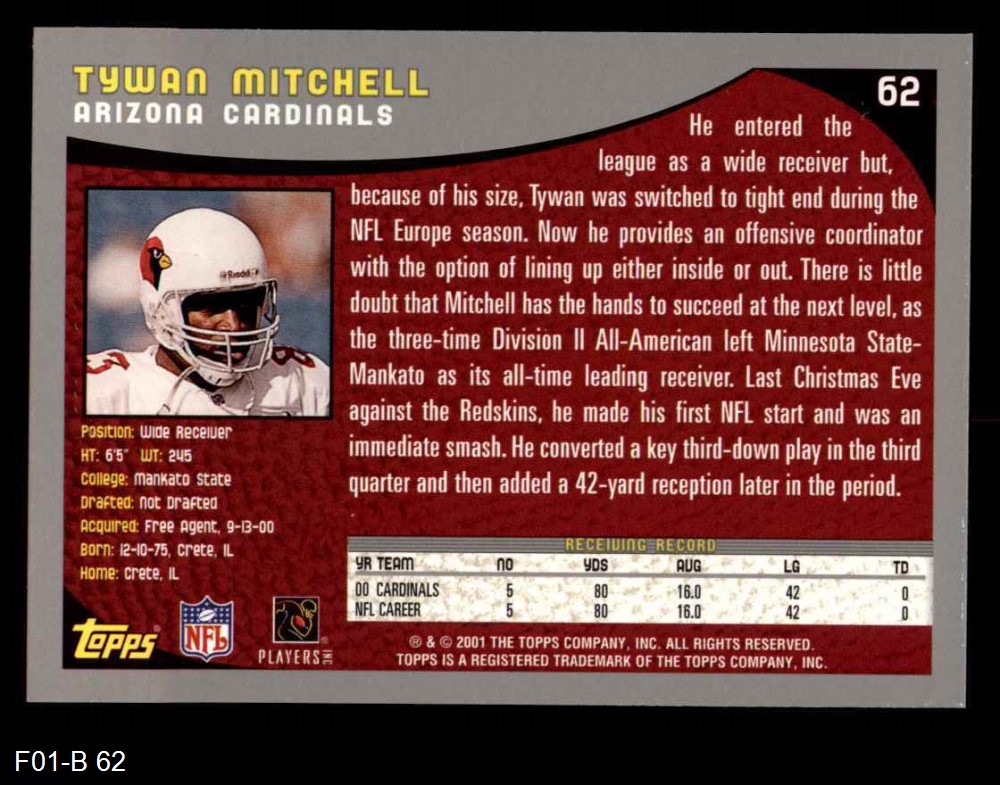 TYWAN MITCHELL
ARIZONA CARDINALS
62
He entered the
league as a wide receiver but,
because of his size, Tywan was switched to tight end during the
NFL Europe season. Now he provides an offensive coordinator
with the option of lining up either inside or out. There is little
doubt that Mitchell has the hands to succeed at the next level, as
the three-time Division II All-American left Minnesota State-
Mankato as its all-time leading receiver. Last Christmas Eve
against the Redskins, he made his first NFL start and was an
immediate smash. He converted a key third-down play in the third
quarter and then added a 42-yard reception later in the period.
Riddell
83
Position: Wide Receiver
HT: 6'5" WT: 245
College: Mankato State
Drafted: Not Drafted
Acquired: Free Agent, 9-13-00
Born: 12-10-75, Crete, IL
Home: Crete, IL
RECEIVING RECORD
YR TEAM NO YDS AVG LG TD
00 CARDINALS 5 80 16.0 42 0
NFL CAREER 5 80 16.0 42 0
Topps®
NFL
PLAYERS INC
® & © 2001 THE TOPPS COMPANY, INC. ALL RIGHTS RESERVED.
TOPPS IS A REGISTERED TRADEMARK OF THE TOPPS COMPANY, INC.
F01-B 62